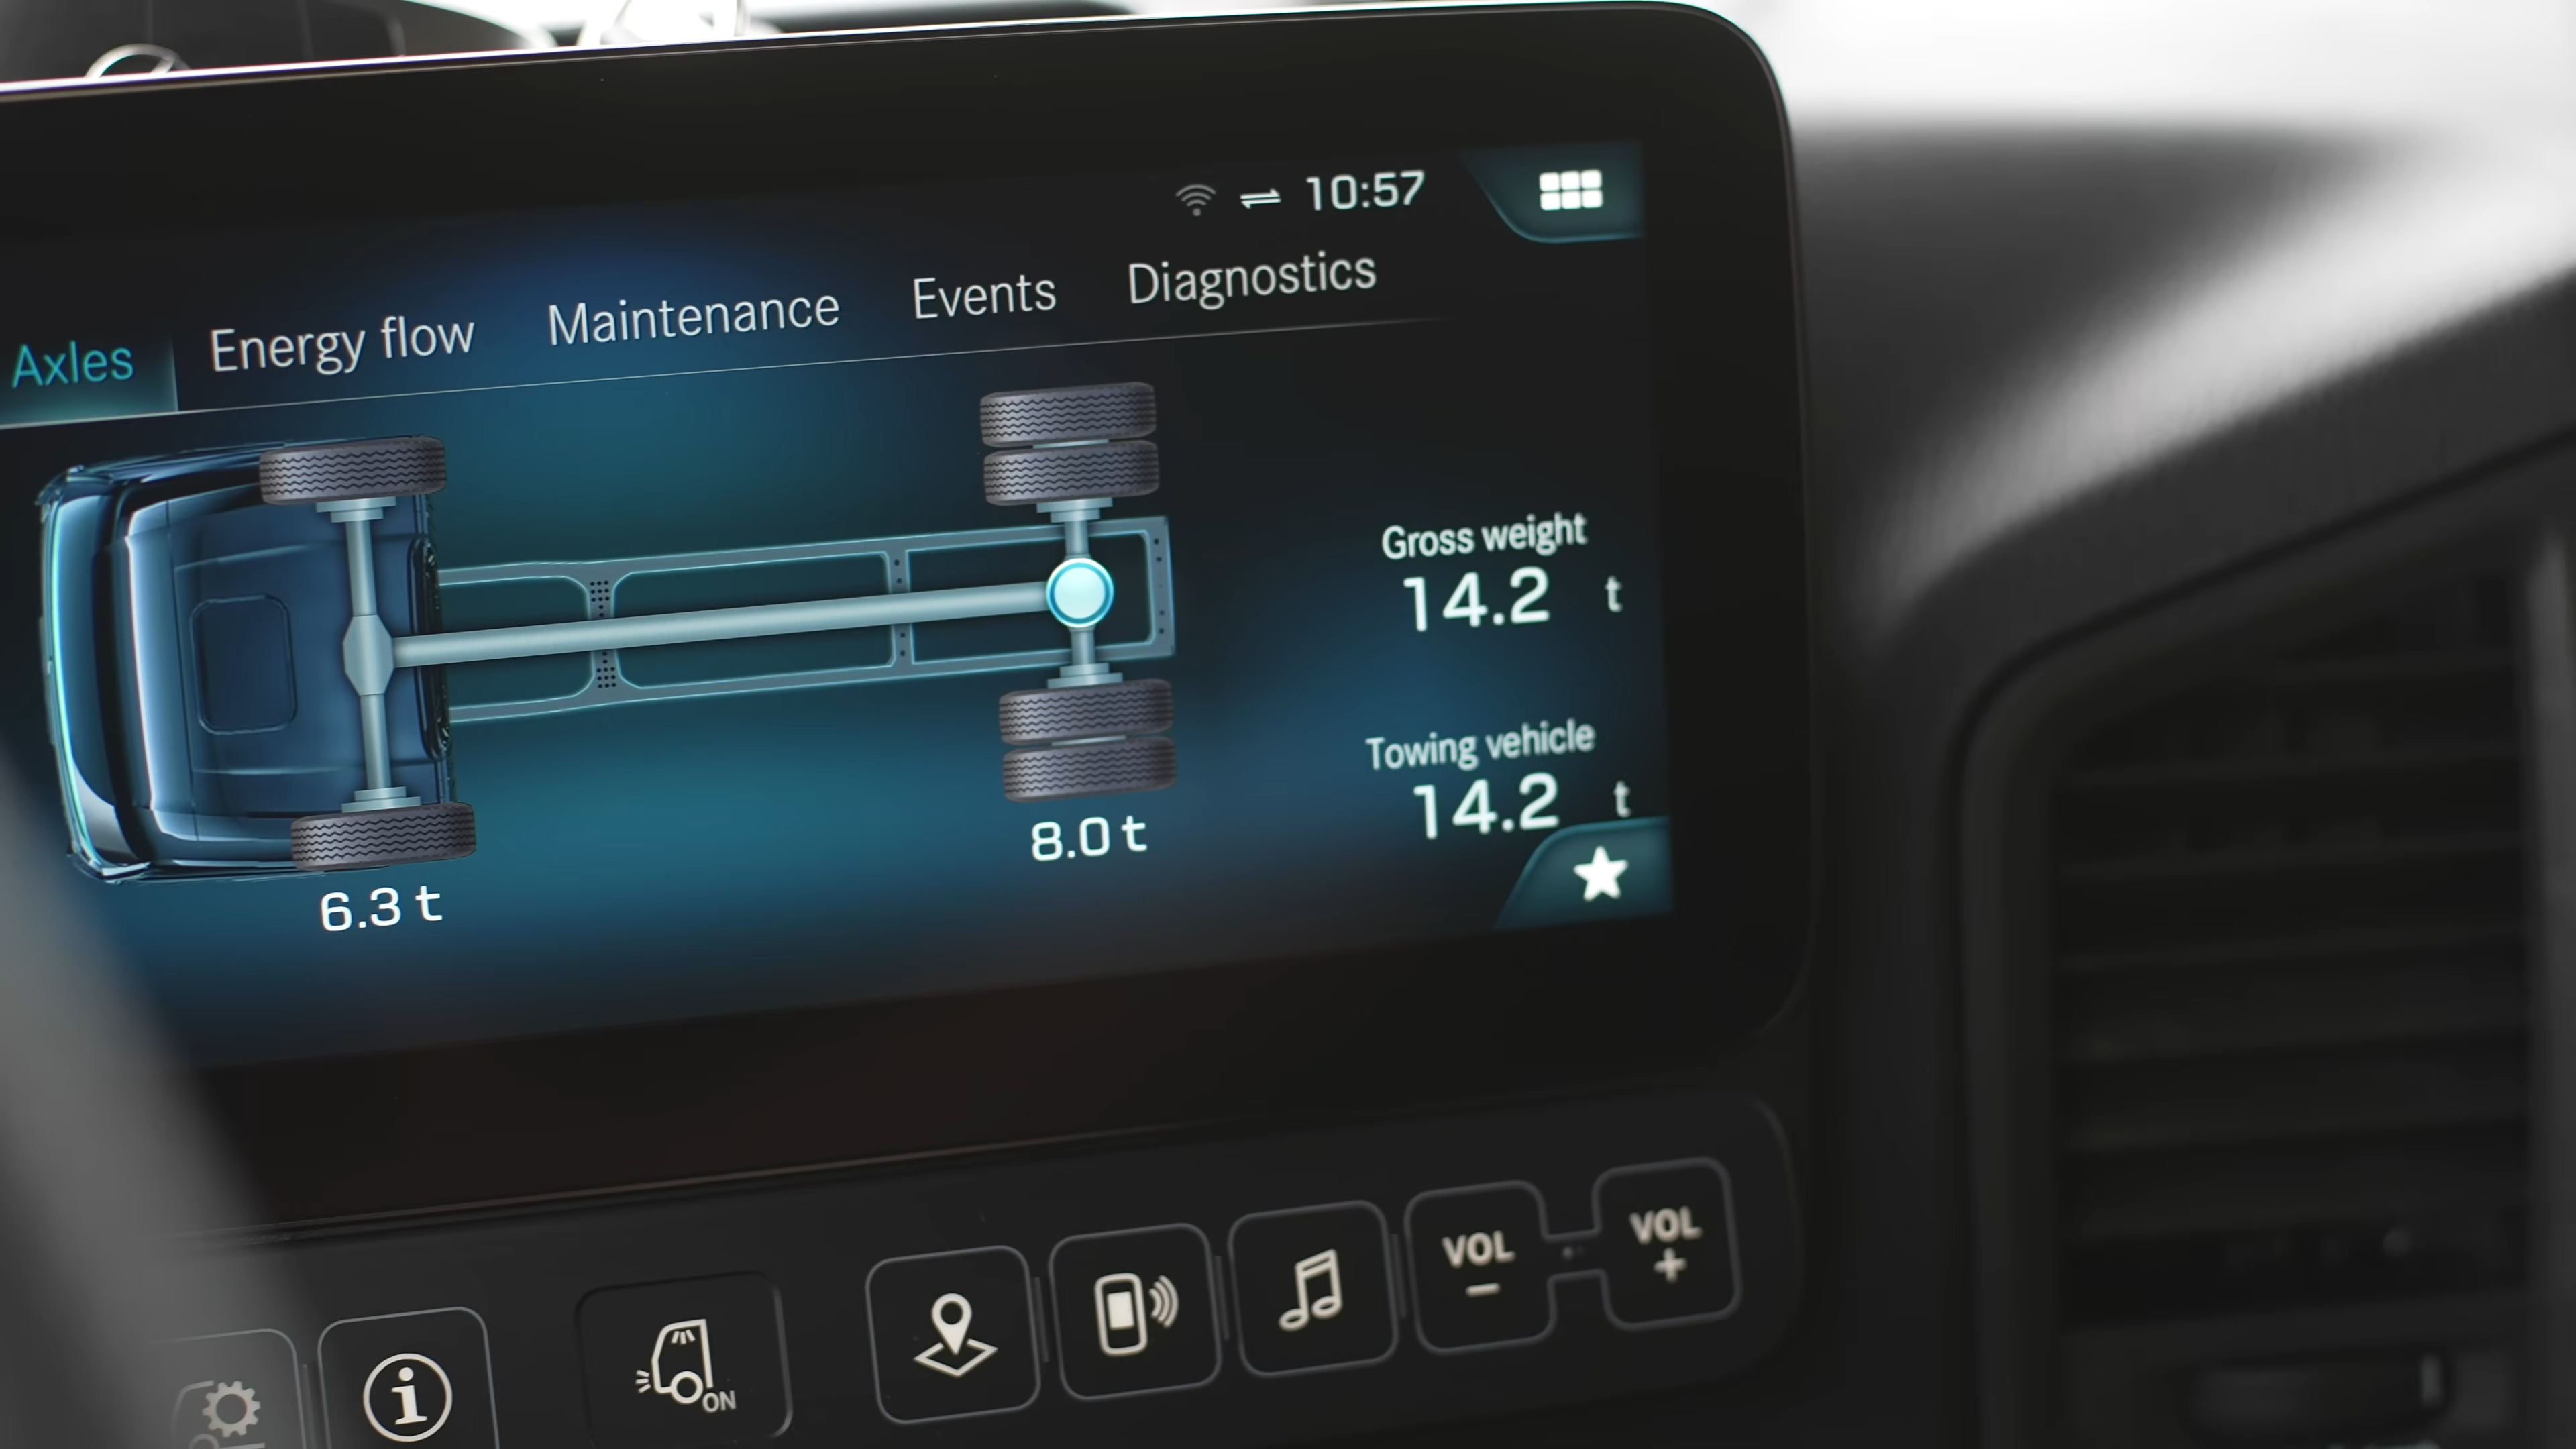 10:57
Axles Energy flow Maintenance Events Diagnostics
Gross weight
14.2 t
Towing vehicle
14.2 t
8.0 t
6.3 t
ON
VOL
−
VOL
+